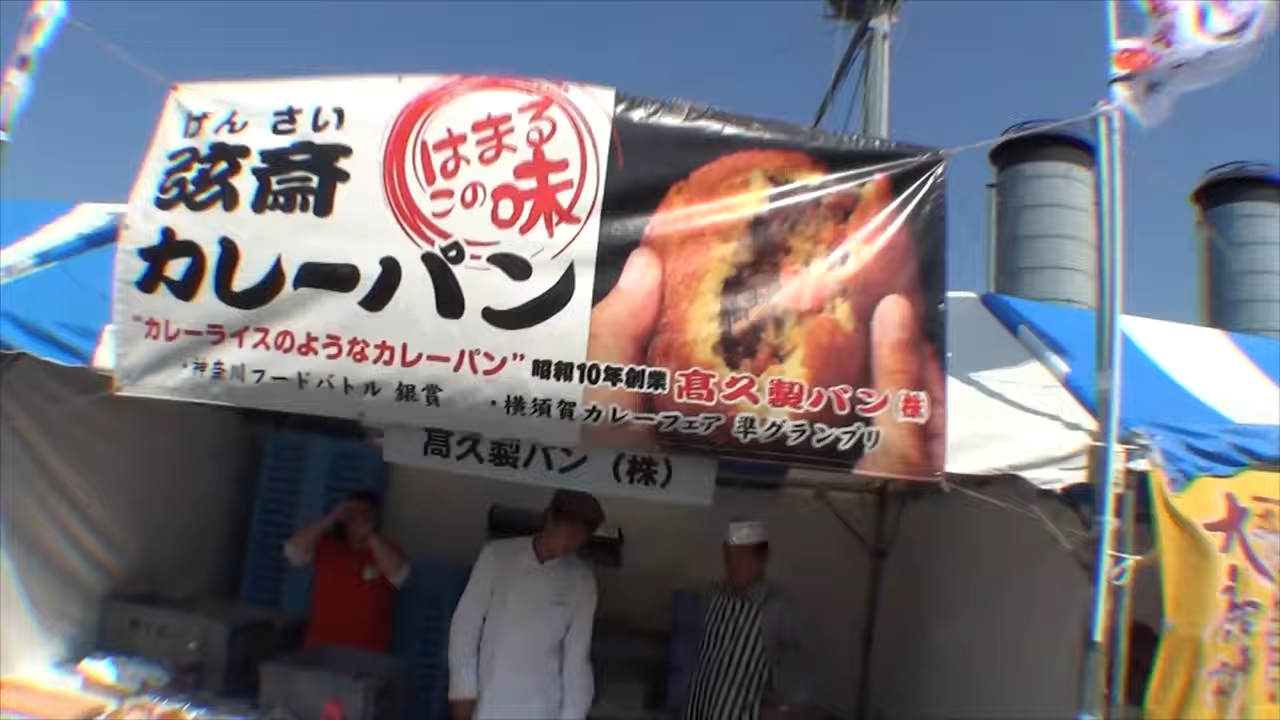 げんさい
弦斎
カレーパン
はまる
この味
"カレーライスのようなカレーパン"
・神奈川フードバトル 銀賞
・横須賀カレーフェア 準グランプリ
昭和10年創業 髙久製パン㈱
髙久製パン（株）